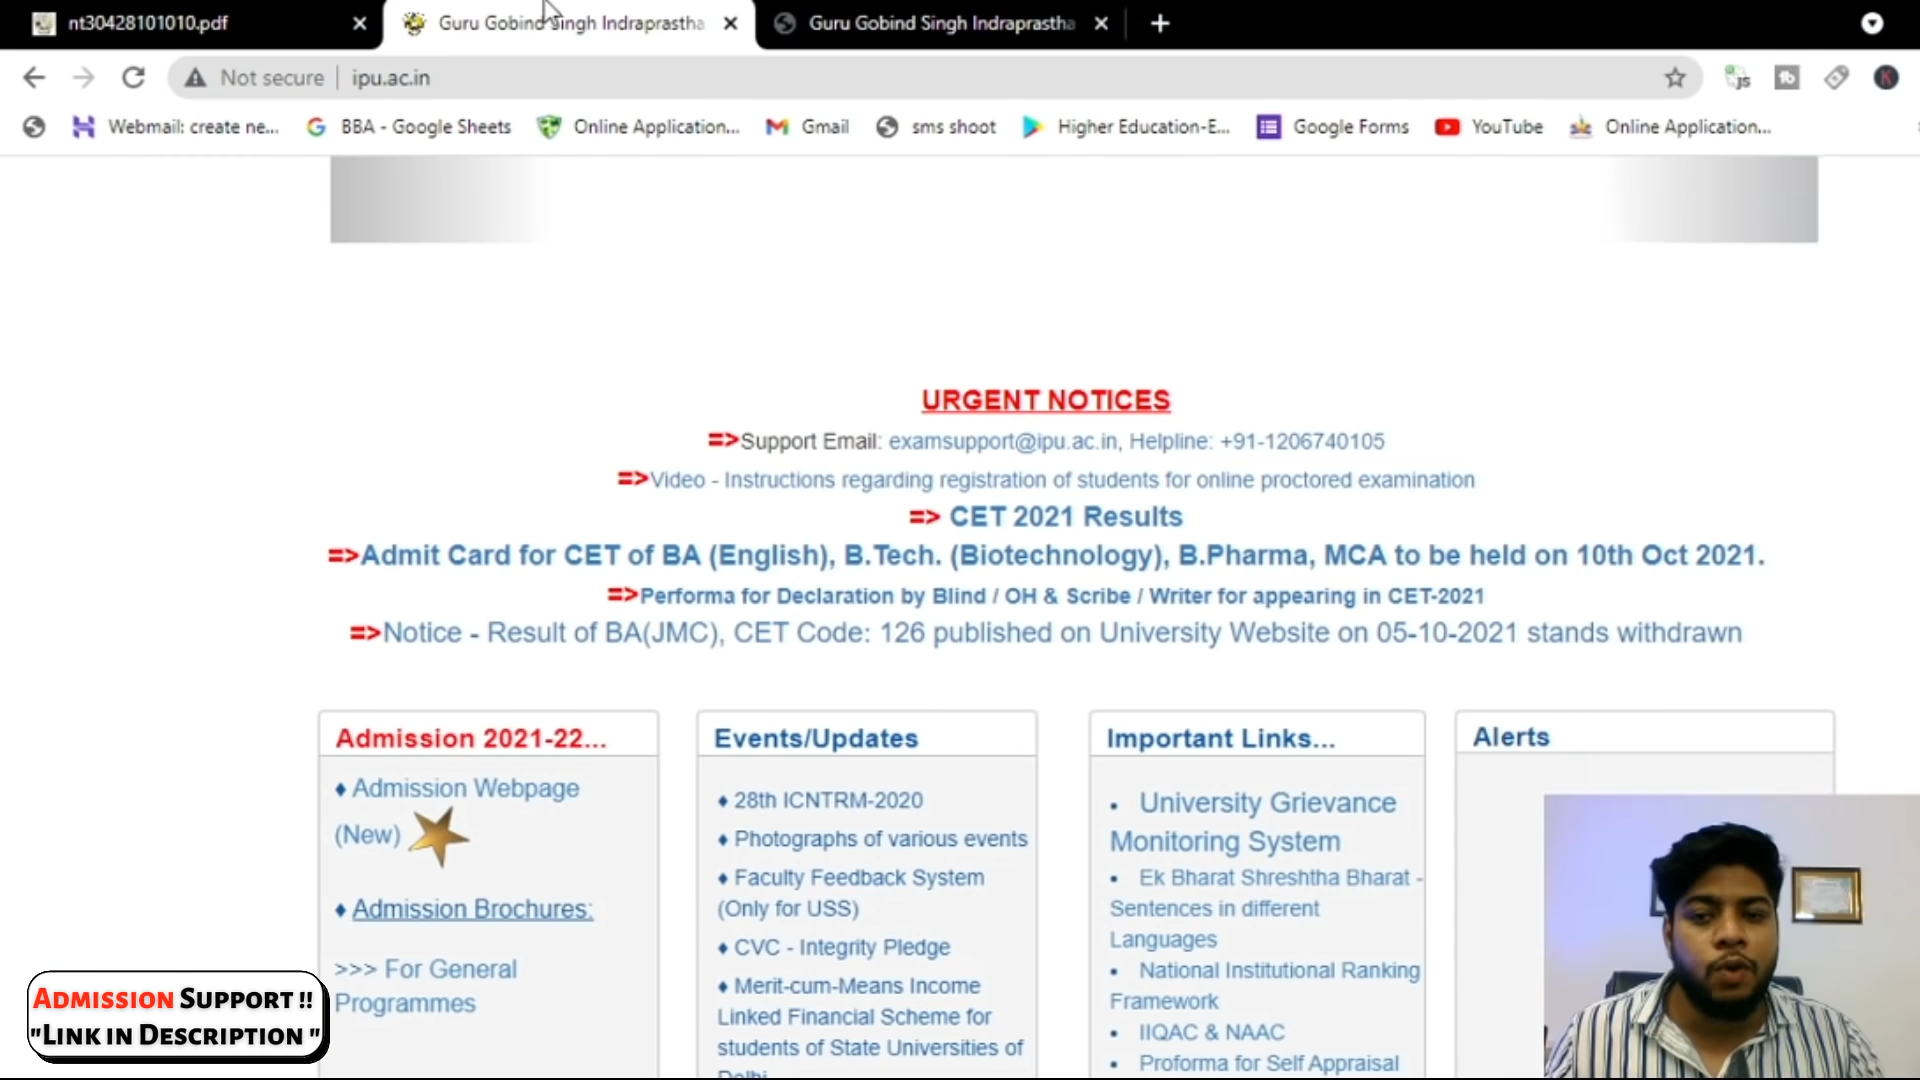 nt30428101010.pdf
Guru Gobind Singh Indraprastha
Guru Gobind Singh Indraprastha
Not secure | ipu.ac.in
Webmail: create ne...
BBA - Google Sheets
Online Application...
Gmail
sms shoot
Higher Education-E...
Google Forms
YouTube
Online Application...
URGENT NOTICES
=>Support Email: examsupport@ipu.ac.in, Helpline: +91-1206740105
=>Video - Instructions regarding registration of students for online proctored examination
=> CET 2021 Results
=>Admit Card for CET of BA (English), B.Tech. (Biotechnology), B.Pharma, MCA to be held on 10th Oct 2021.
=>Performa for Declaration by Blind / OH & Scribe / Writer for appearing in CET-2021
=>Notice - Result of BA(JMC), CET Code: 126 published on University Website on 05-10-2021 stands withdrawn
Admission 2021-22...
♦ Admission Webpage
(New)
♦ Admission Brochures:
>>> For General
Programmes
Events/Updates
♦ 28th ICNTRM-2020
♦ Photographs of various events
♦ Faculty Feedback System
(Only for USS)
♦ CVC - Integrity Pledge
♦ Merit-cum-Means Income
Linked Financial Scheme for
students of State Universities of
Delhi
Important Links...
• University Grievance
Monitoring System
• Ek Bharat Shreshtha Bharat -
Sentences in different
Languages
• National Institutional Ranking
Framework
• IIQAC & NAAC
• Proforma for Self Appraisal
Alerts
ADMISSION SUPPORT !!
"LINK IN DESCRIPTION "